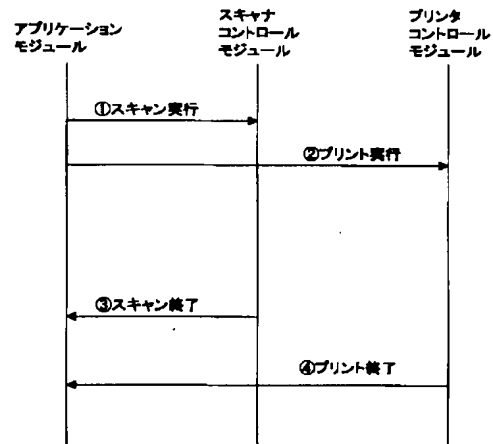 アプリケーション
モジュール
スキャナ
コントロール
モジュール
プリンタ
コントロール
モジュール
①スキャン実行
②プリント実行
③スキャン終了
④プリント終了